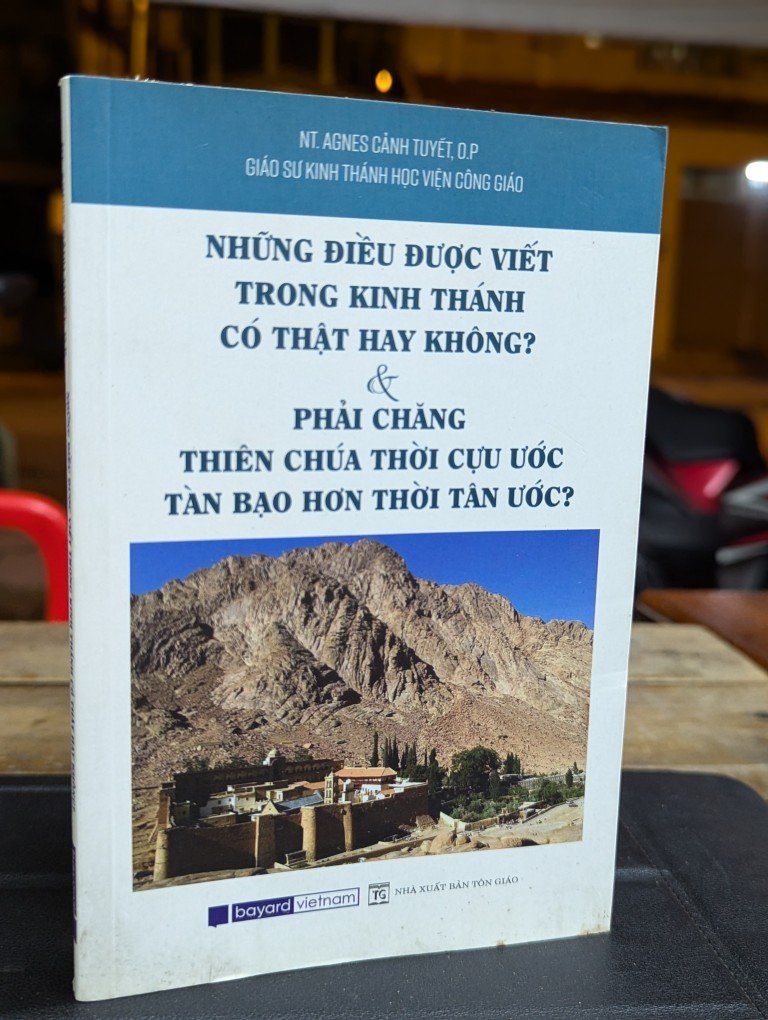 NT. AGNES CẢNH TUYẾT, O.P
GIÁO SƯ KINH THÁNH HỌC VIỆN CÔNG GIÁO
NHỮNG ĐIỀU ĐƯỢC VIẾT
TRONG KINH THÁNH
CÓ THẬT HAY KHÔNG?
&
PHẢI CHĂNG
THIÊN CHÚA THỜI CỰU ƯỚC
TÀN BẠO HƠN THỜI TÂN ƯỚC?
bayard vietnam
TG
NHÀ XUẤT BẢN TÔN GIÁO